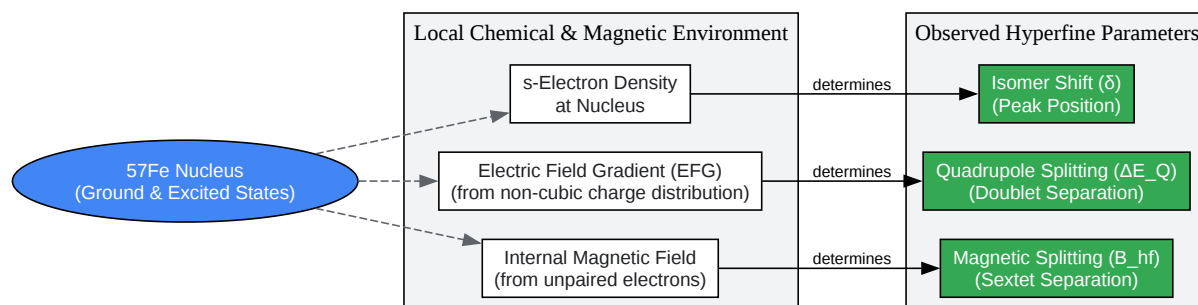 Local Chemical & Magnetic Environment
Observed Hyperfine Parameters
57Fe Nucleus
(Ground & Excited States)
s-Electron Density
at Nucleus
determines
Isomer Shift (δ)
(Peak Position)
Electric Field Gradient (EFG)
(from non-cubic charge distribution)
determines
Quadrupole Splitting (ΔE_Q)
(Doublet Separation)
Internal Magnetic Field
(from unpaired electrons)
determines
Magnetic Splitting (B_hf)
(Sextet Separation)